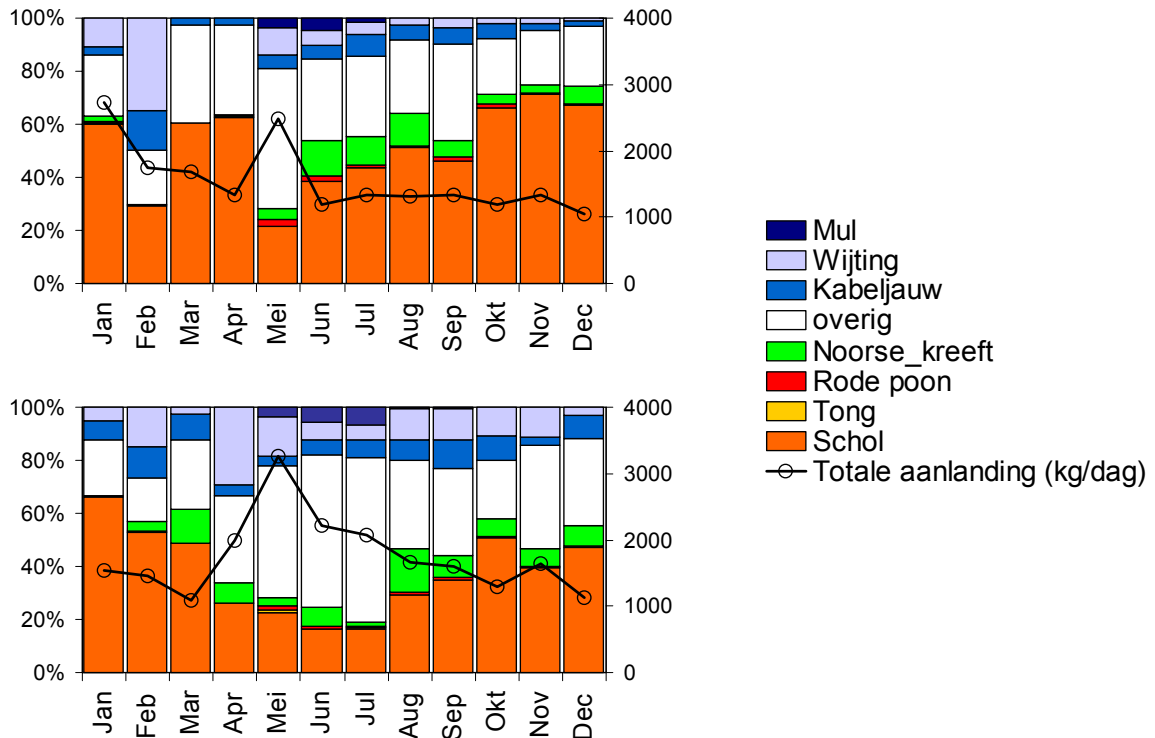 100%
80%
60%
40%
20%
0%
4000
3000
2000
1000
0
Jan
Feb
Mar
Apr
Mei
Jun
Jul
Aug
Sep
Okt
Nov
Dec
Mul
Wijting
Kabeljauw
overig
Noorse_kreeft
Rode poon
Tong
Schol
Totale aanlanding (kg/dag)
100%
80%
60%
40%
20%
0%
4000
3000
2000
1000
0
Jan
Feb
Mar
Apr
Mei
Jun
Jul
Aug
Sep
Okt
Nov
Dec